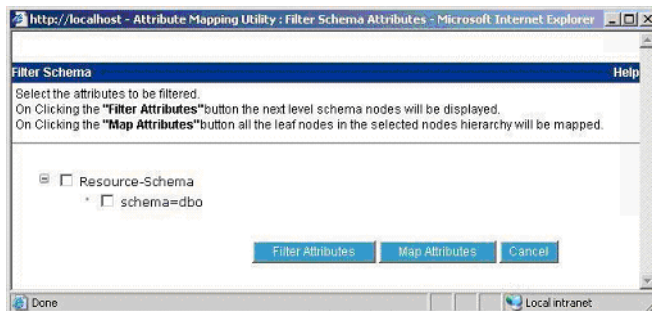 http://localhost - Attribute Mapping Utility : Filter Schema Attributes - Microsoft Internet Explorer
Filter Schema Help
Select the attributes to be filtered.
On Clicking the "Filter Attributes"button the next level schema nodes will be displayed.
On Clicking the "Map Attributes"button all the leaf nodes in the selected nodes hierarchy will be mapped.
Resource-Schema
schema=dbo
Filter Attributes Map Attributes Cancel
Done Local intranet